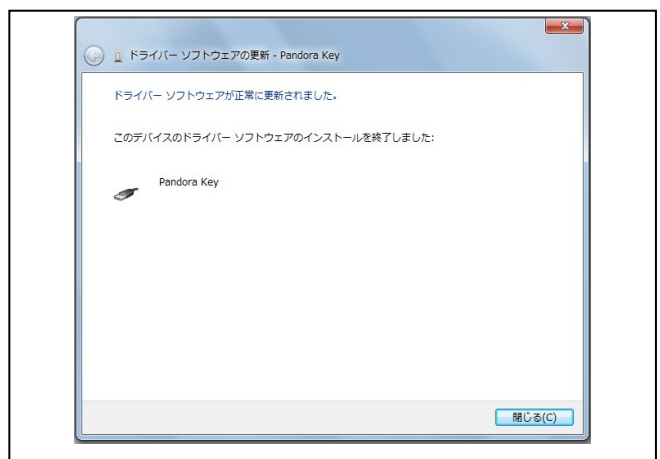 ドライバー ソフトウェアの更新 - Pandora Key
ドライバー ソフトウェアが正常に更新されました。
このデバイスのドライバー ソフトウェアのインストールを終了しました:
Pandora Key
閉じる(C)